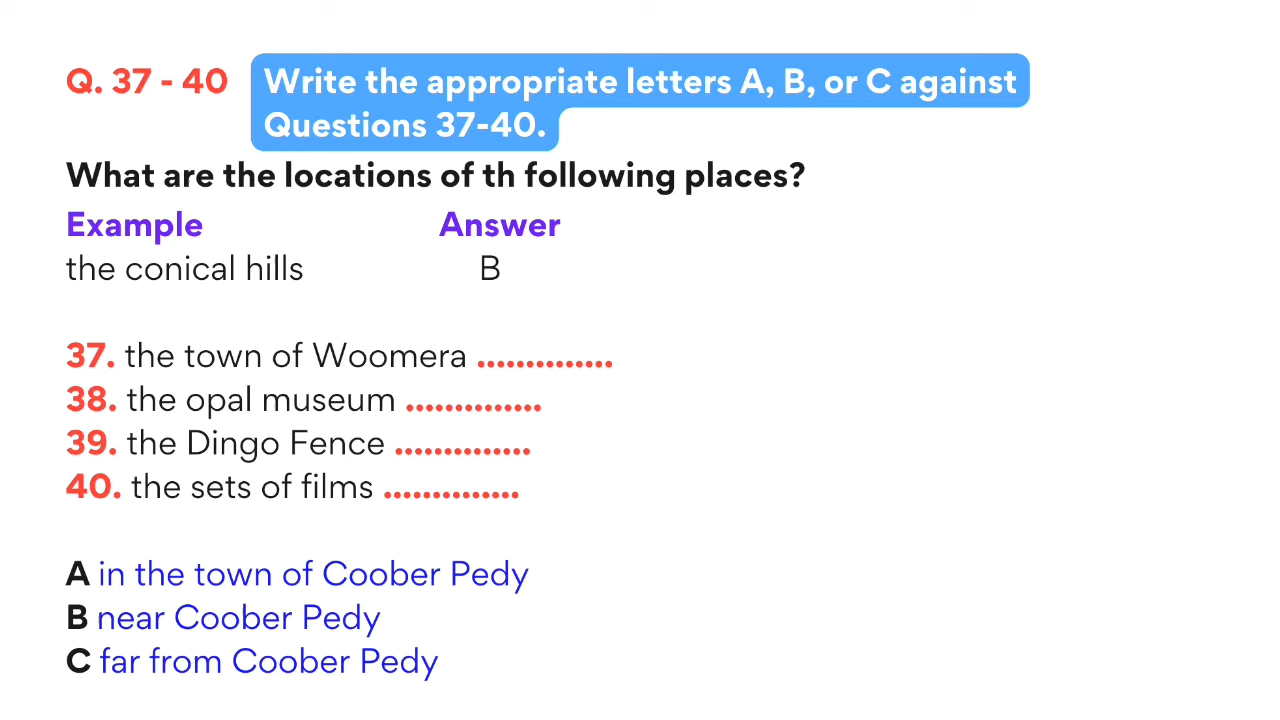 Q. 37 - 40 Write the appropriate letters A, B, or C against
Questions 37-40.
What are the locations of th following places?
Example Answer
the conical hills B
37. the town of Woomera ..............
38. the opal museum ..............
39. the Dingo Fence ..............
40. the sets of films ..............
A in the town of Coober Pedy
B near Coober Pedy
C far from Coober Pedy